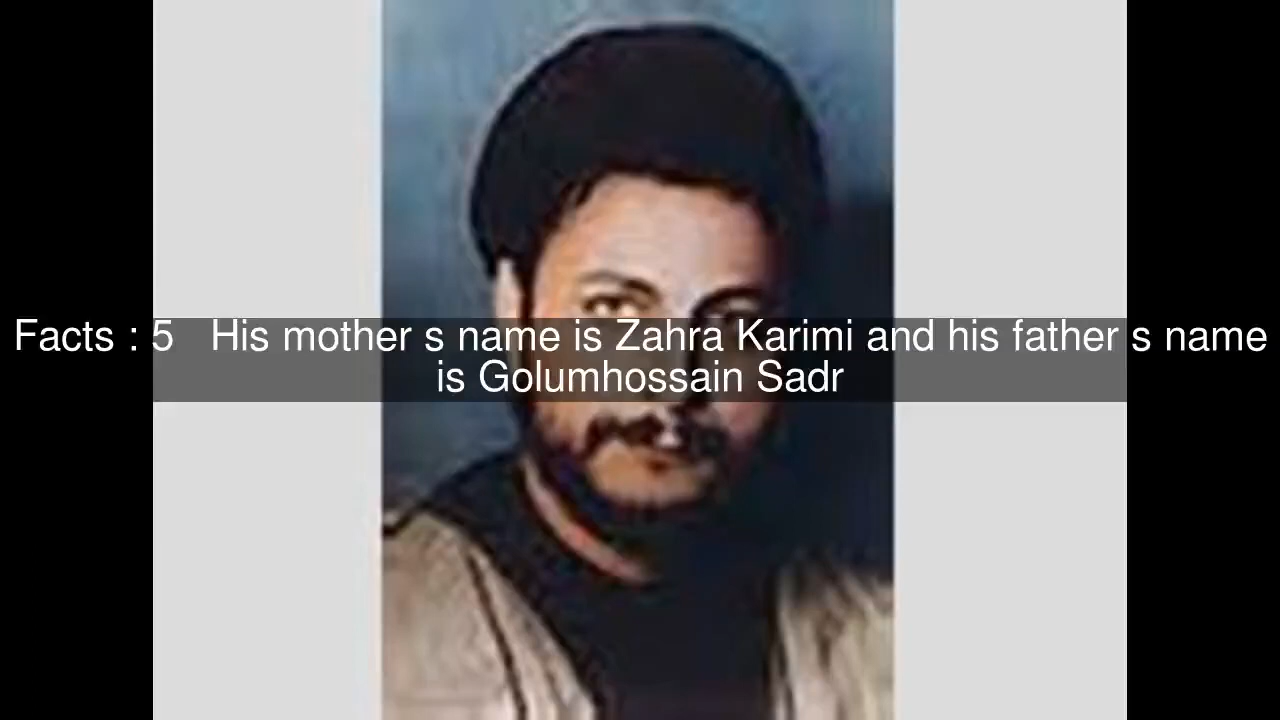 Facts : 5   His mother s name is Zahra Karimi and his father s name
is Golumhossain Sadr